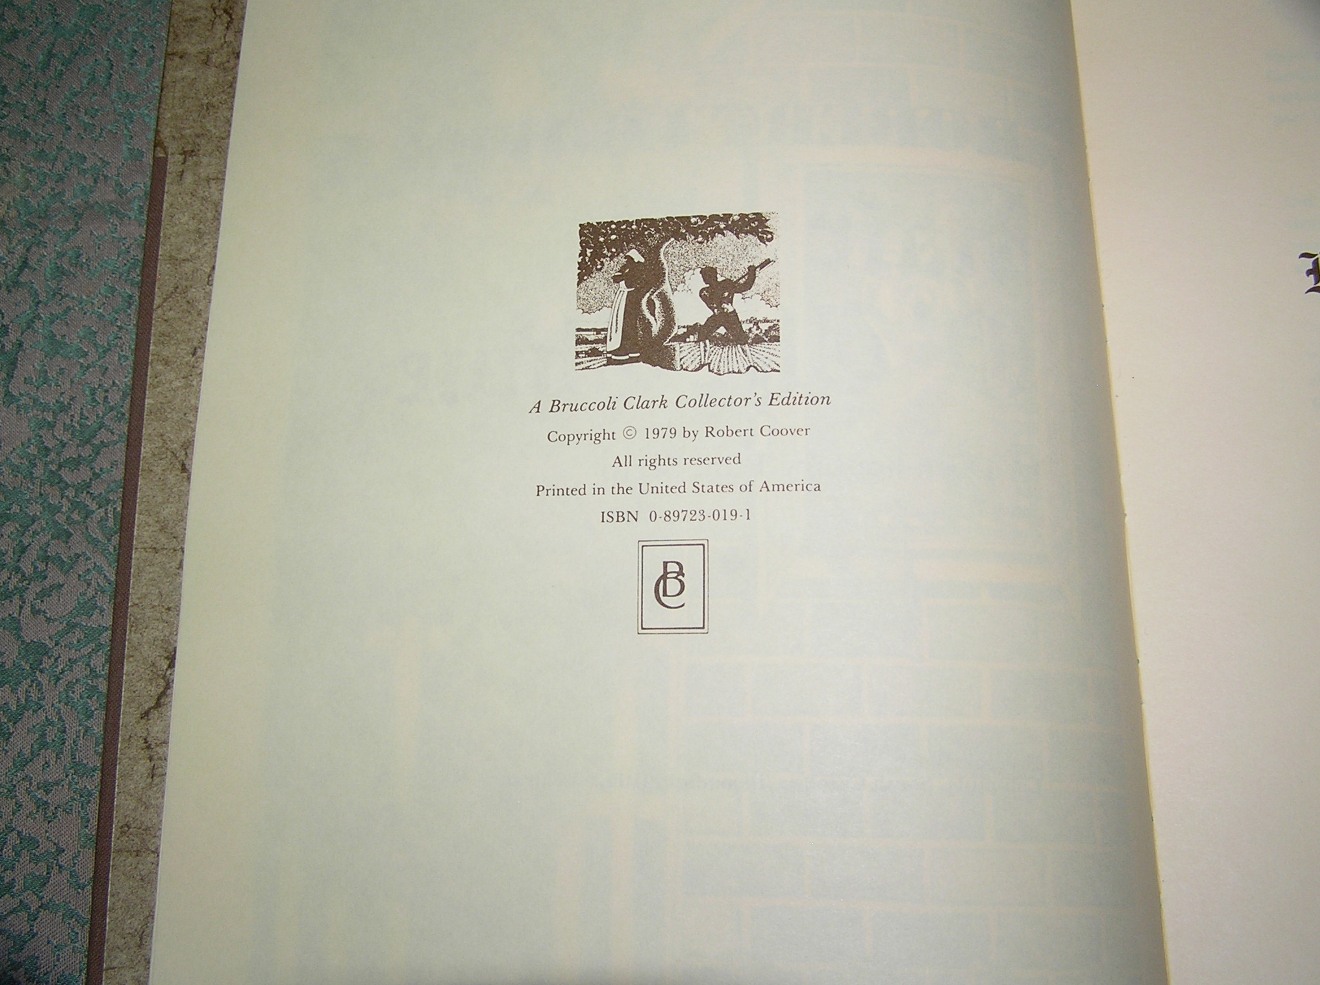 A Bruccoli Clark Collector's Edition
Copyright © 1979 by Robert Coover
All rights reserved
Printed in the United States of America
ISBN 0-89723-019-1
BC